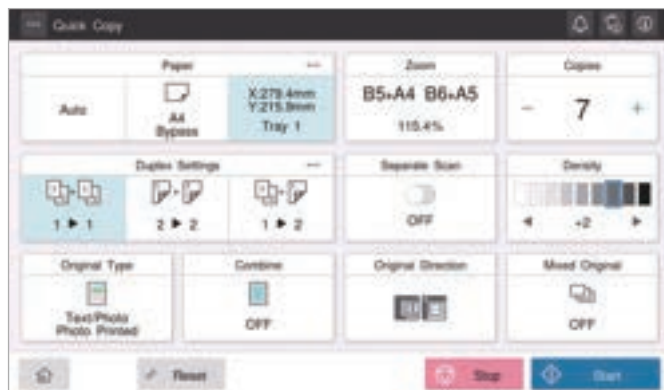 Quick Copy
Paper
Zoom
Copies
Auto
A4
Bypass
X:279.4mm
Y:215.9mm
Tray 1
B5▸A4 B6▸A5
115.4%
- 7 +
Duplex Settings
Separate Scan
Density
1 ▶ 1
2 ▶ 2
1 ▶ 2
OFF
◀ +2 ▶
Original Type
Combine
Original Direction
Mixed Original
Text/Photo
Photo Printed
OFF
OFF
Reset
Stop
Start